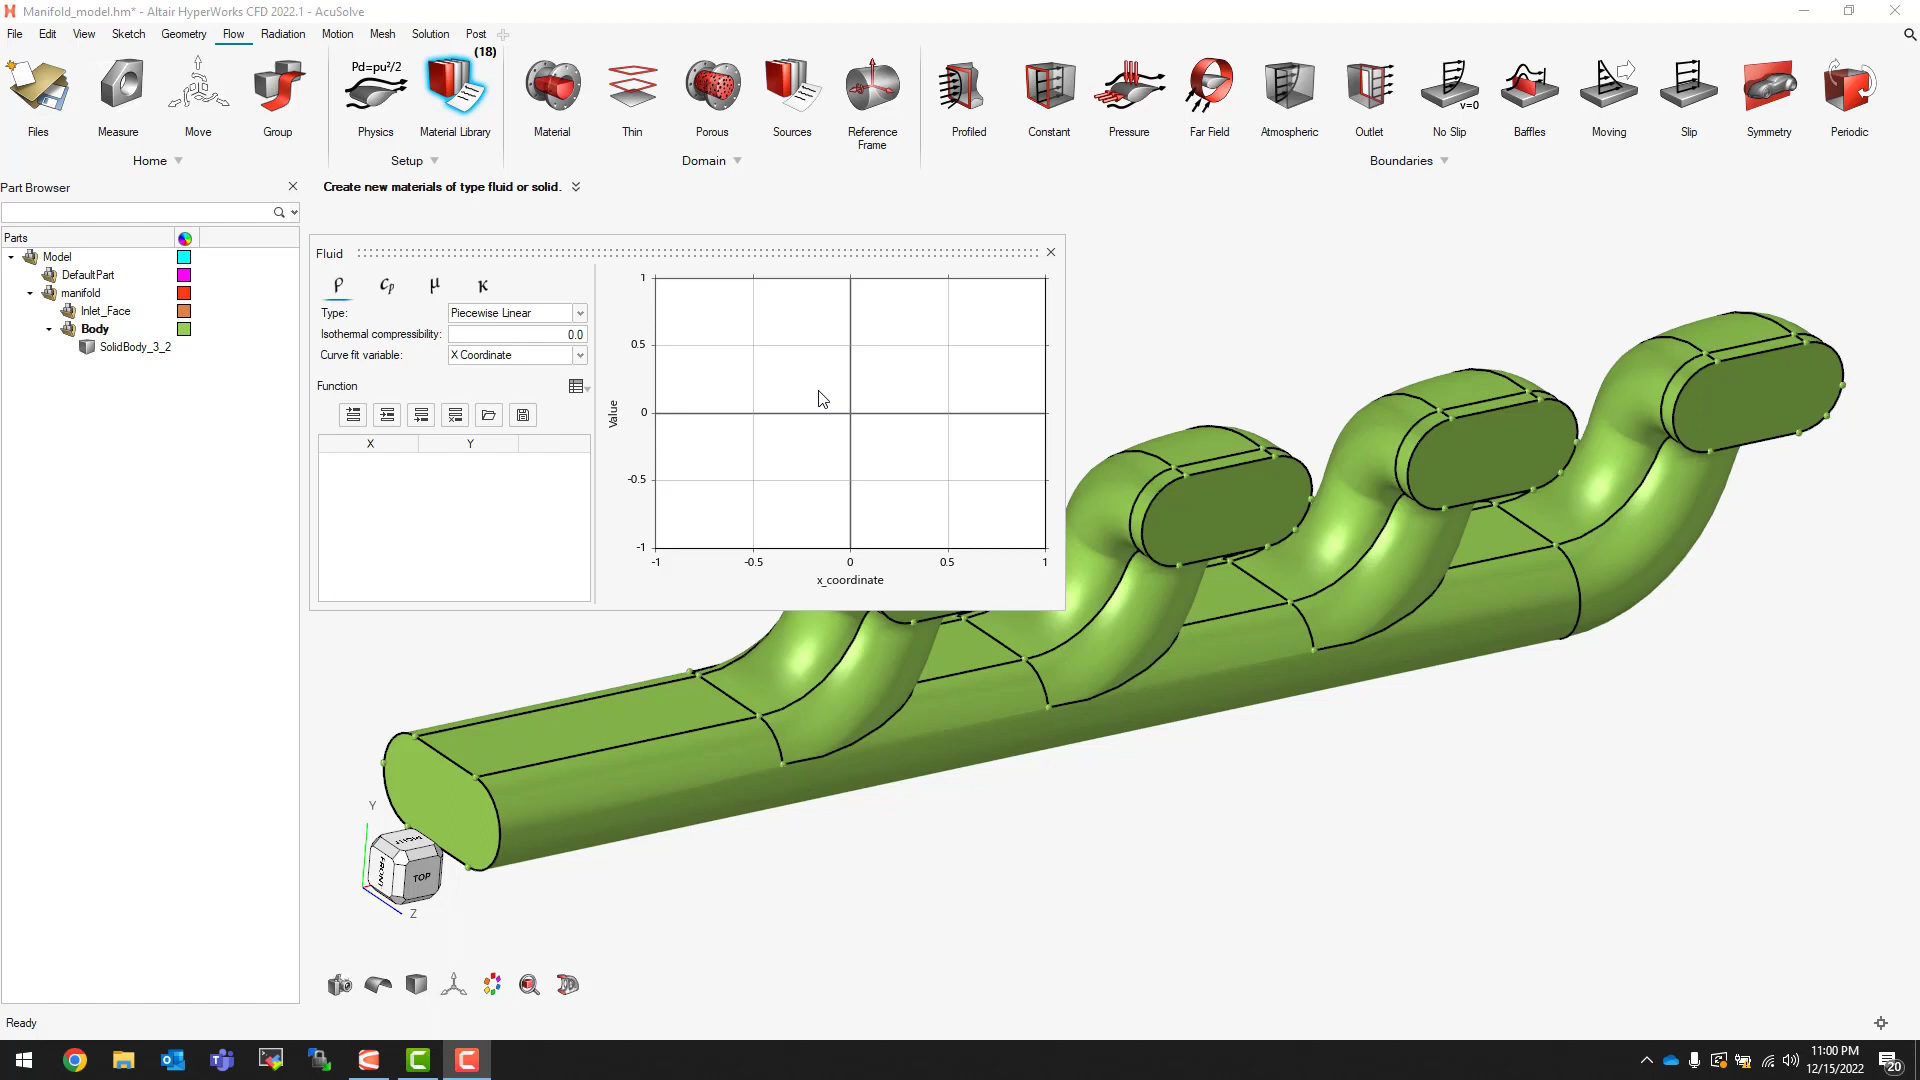 Manifold_model.hm* - Altair HyperWorks CFD 2022.1 - AcuSolve
File Edit View Sketch Geometry Flow Radiation Motion Mesh Solution Post
Pd=pu²/2 (18)
v=0
Files Measure Move Group Physics Material Library Material Thin Porous Sources Reference Frame Profiled Constant Pressure Far Field Atmospheric Outlet No Slip Baffles Moving Slip Symmetry Periodic
Home Setup Domain Boundaries
Part Browser
Create new materials of type fluid or solid.
Parts
Model
DefaultPart
manifold
Inlet_Face
Body
SolidBody_3_2
Fluid
ρ cp μ κ
Type: Piecewise Linear
Isothermal compressibility: 0.0
Curve fit variable: X Coordinate
Function
X Y
1
0.5
0
-0.5
-1
Value
-1 -0.5 0 0.5 1
x_coordinate
Y
RIGHT
FRONT
TOP
Z
Ready
11:00 PM
12/15/2022
20